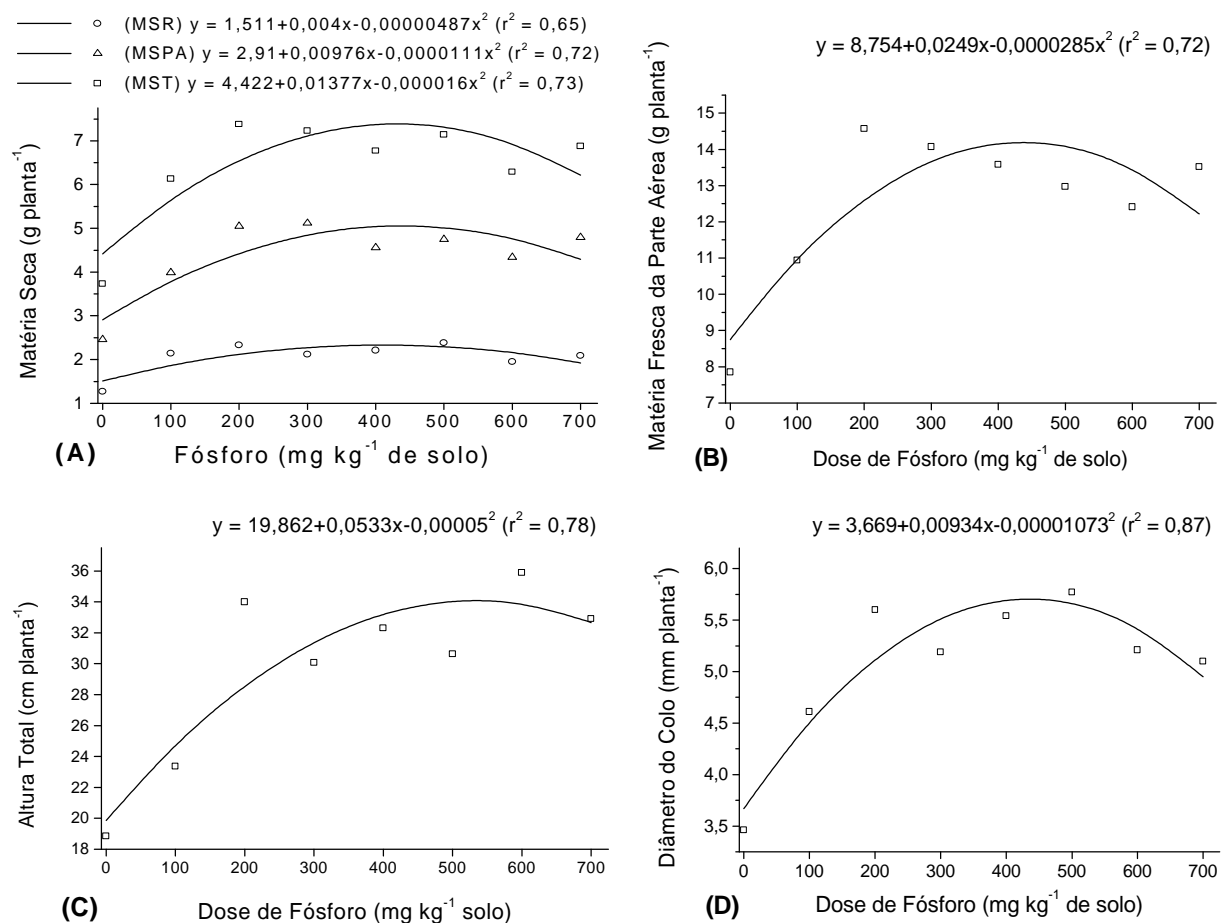 (MSR) y = 1,511+0,004x-0,00000487x² (r² = 0,65)
(MSPA) y = 2,91+0,00976x-0,0000111x² (r² = 0,72)
(MST) y = 4,422+0,01377x-0,000016x² (r² = 0,73)
Matéria Seca (g planta⁻¹)
7
6
5
4
3
2
1
0 100 200 300 400 500 600 700
(A)
Fósforo (mg kg⁻¹ de solo)
y = 8,754+0,0249x-0,0000285x² (r² = 0,72)
Matéria Fresca da Parte Aérea (g planta⁻¹)
15
14
13
12
11
10
9
8
7
0 100 200 300 400 500 600 700
(B)
Dose de Fósforo (mg kg⁻¹ de solo)
y = 19,862+0,0533x-0,00005² (r² = 0,78)
Altura Total (cm planta⁻¹)
36
34
32
30
28
26
24
22
20
18
0 100 200 300 400 500 600 700
(C)
Dose de Fósforo (mg kg⁻¹ solo)
y = 3,669+0,00934x-0,00001073² (r² = 0,87)
Diâmetro do Colo (mm planta⁻¹)
6,0
5,5
5,0
4,5
4,0
3,5
0 100 200 300 400 500 600 700
(D)
Dose de Fósforo (mg kg⁻¹ de solo)